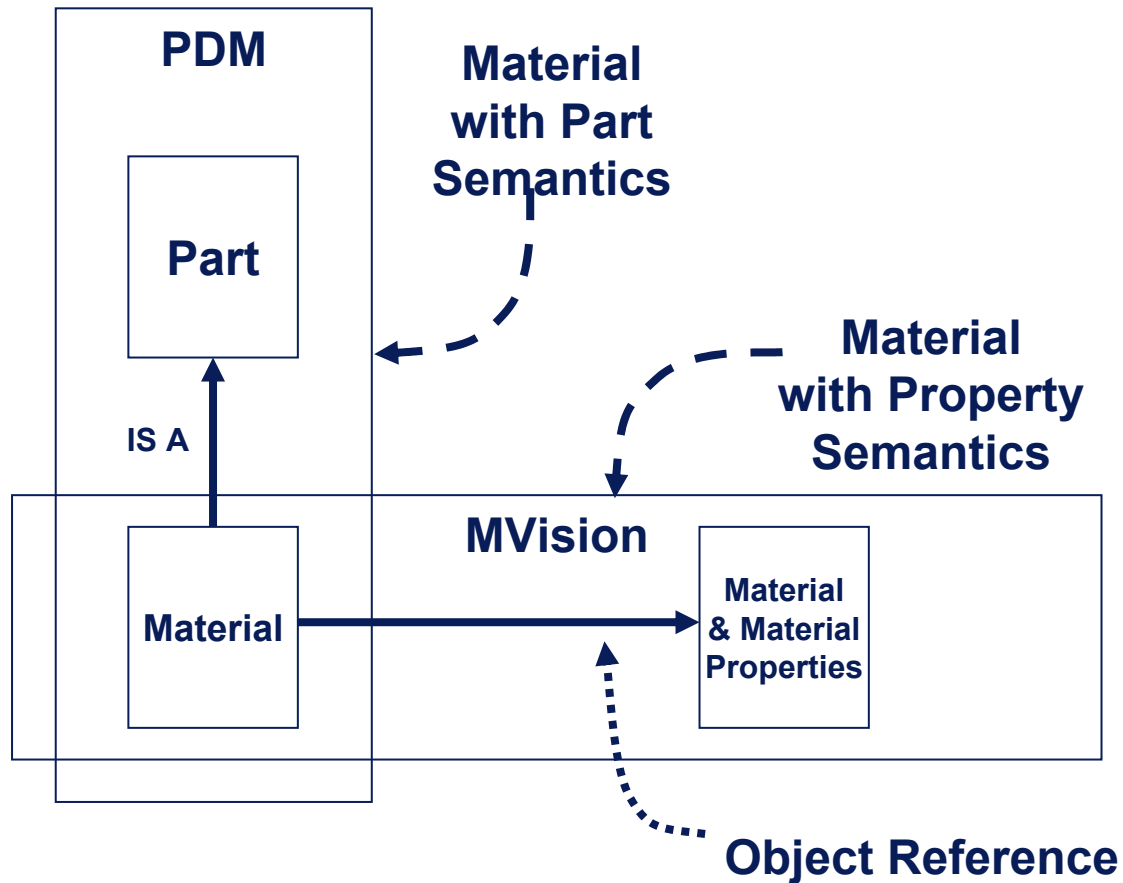 PDM
Material
with Part
Semantics
Part
Material
with Property
Semantics
IS A
MVision
Material
Material
& Material
Properties
Object Reference